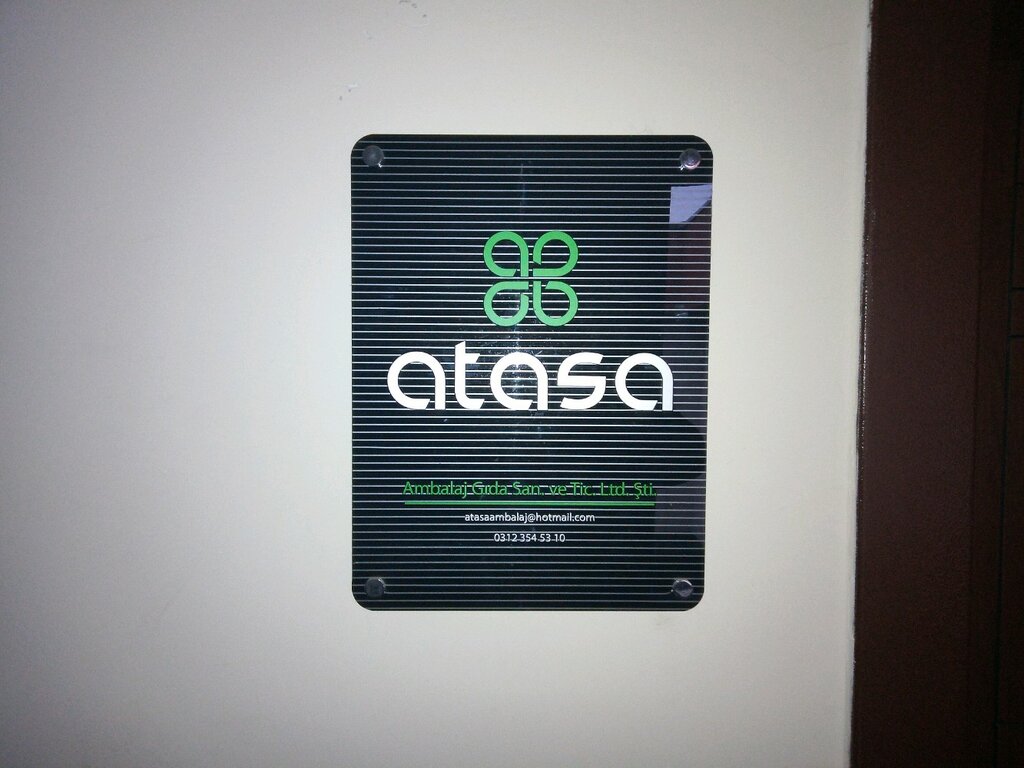 atasa
Ambalaj Gıda San. ve Tic. Ltd. Şti.
atasaambalaj@hotmail.com
0312 354 53 10